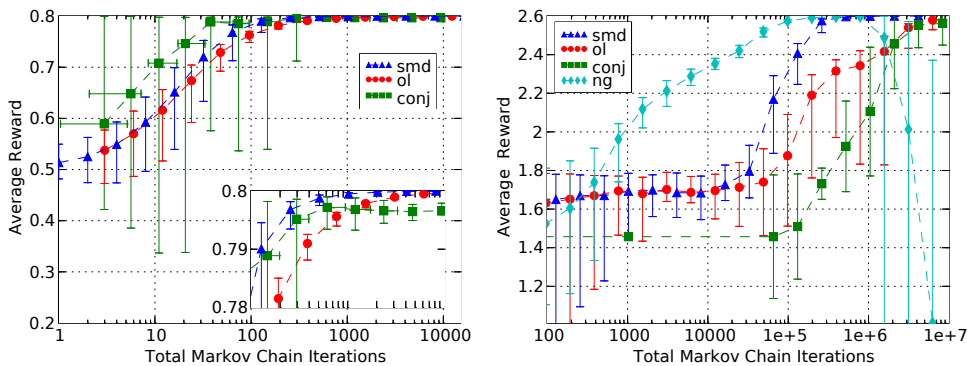 Average Reward
0.8
0.7
0.6
0.5
0.4
0.3
0.2
smd
ol
conj
0.8
0.79
0.78
1 10 100 1000 10000
Total Markov Chain Iterations
Average Reward
2.6
2.4
2.2
2
1.8
1.6
1.4
1.2
smd
ol
conj
ng
100 1000 10000 1e+5 1e+6 1e+7
Total Markov Chain Iterations